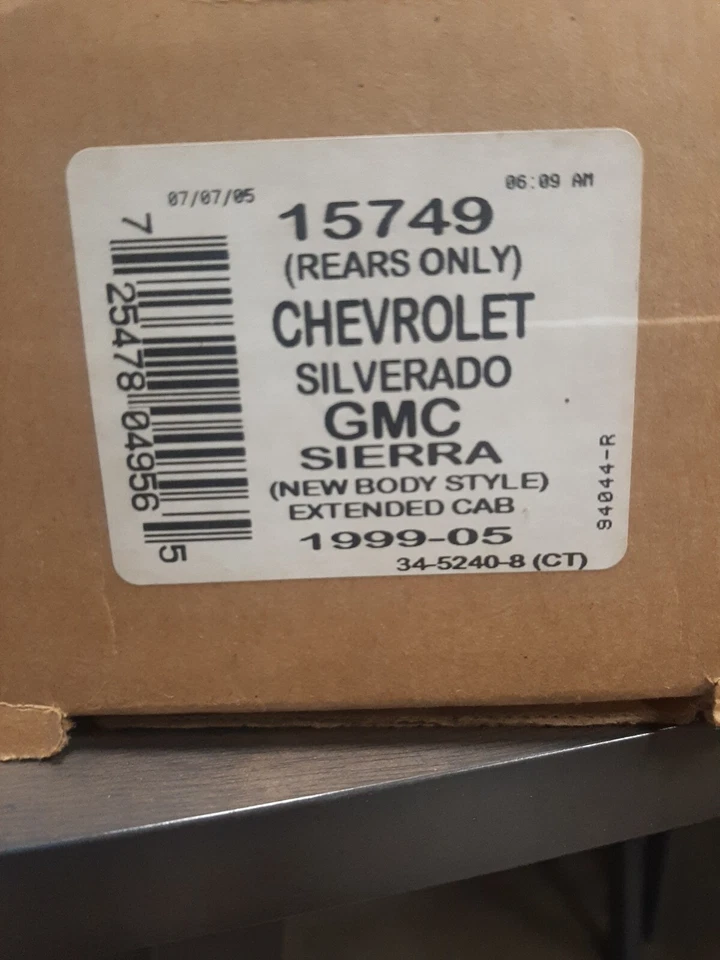 07/07/05
06:09 AM
15749
(REARS ONLY)
CHEVROLET
SILVERADO
GMC
SIERRA
(NEW BODY STYLE)
EXTENDED CAB
1999-05
34-5240-8 (CT)
7 25478 04956 5
94044-R